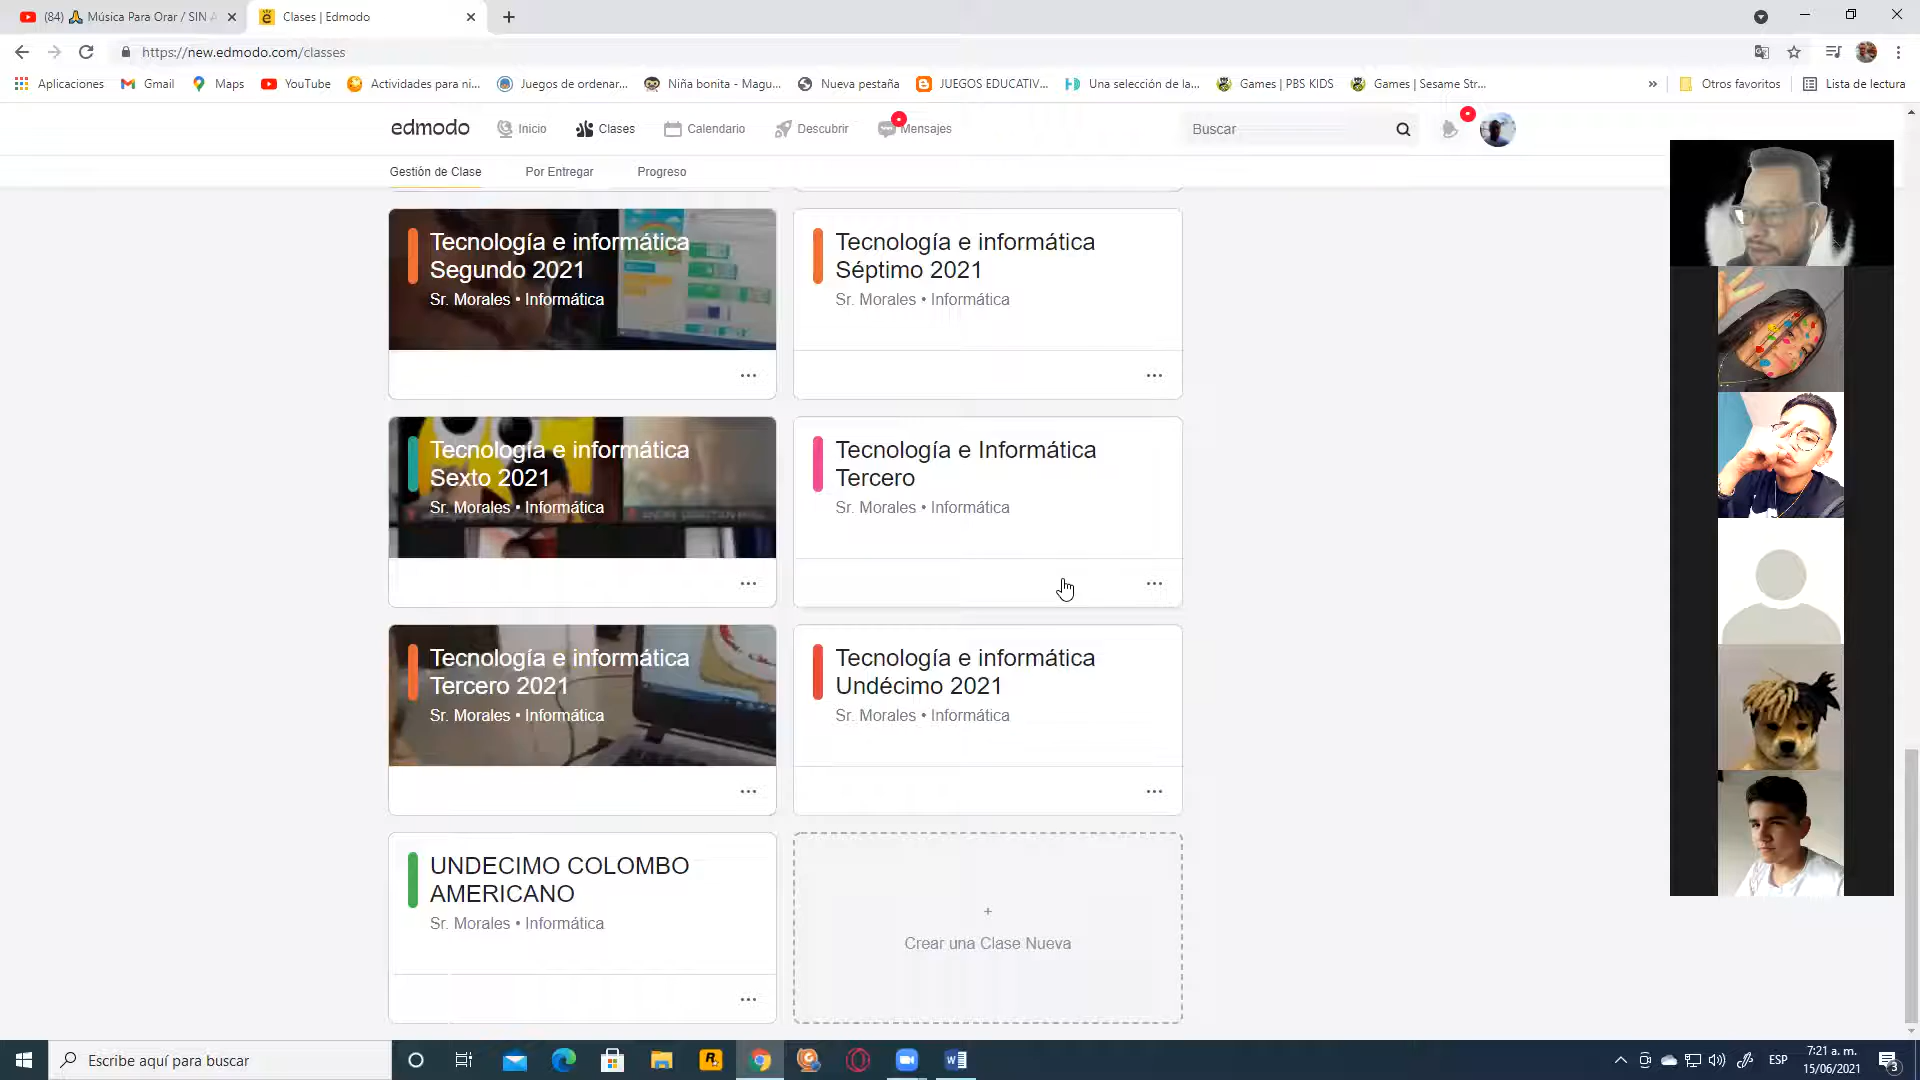 (84) 🙏 Música Para Orar / SIN A
Clases | Edmodo
https://new.edmodo.com/classes
Aplicaciones
Gmail
Maps
YouTube
Actividades para ni...
Juegos de ordenar...
Niña bonita - Magu...
Nueva pestaña
JUEGOS EDUCATIV...
Una selección de la...
Games | PBS KIDS
Games | Sesame Str...
»
Otros favoritos
Lista de lectura
edmodo
Inicio
Clases
Calendario
Descubrir
Mensajes
Buscar
Gestión de Clase
Por Entregar
Progreso
Tecnología e informática
Segundo 2021
Sr. Morales • Informática
Tecnología e informática
Séptimo 2021
Sr. Morales • Informática
Tecnología e informática
Sexto 2021
Sr. Morales • Informática
Tecnología e Informática
Tercero
Sr. Morales • Informática
Tecnología e informática
Tercero 2021
Sr. Morales • Informática
Tecnología e informática
Undécimo 2021
Sr. Morales • Informática
UNDECIMO COLOMBO
AMERICANO
Sr. Morales • Informática
+
Crear una Clase Nueva
Escribe aquí para buscar
ESP
7:21 a. m.
15/06/2021
3